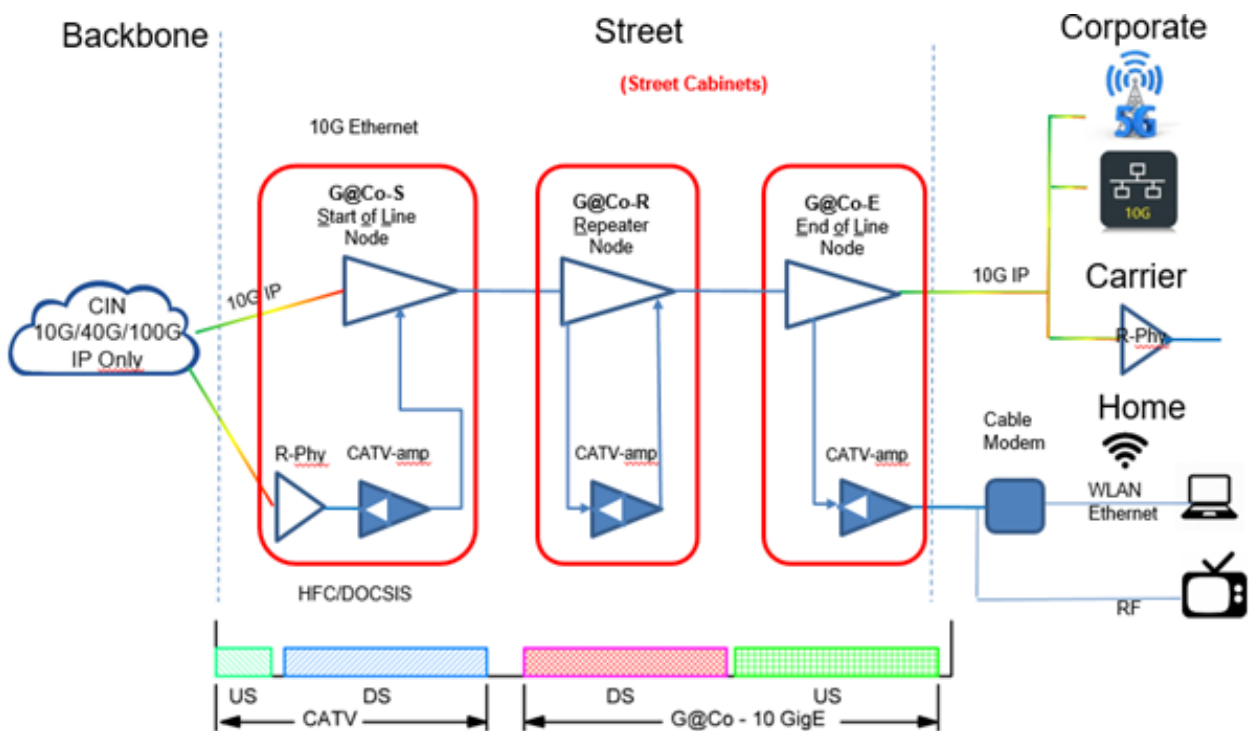 Backbone
Street
Corporate
(Street Cabinets)
10G Ethernet
5G
G@Co-S
Start of Line
Node
G@Co-R
Repeater
Node
G@Co-E
End of Line
Node
10G
10G IP
10G IP
Carrier
CIN
10G/40G/100G
IP Only
R-Phy
Home
Cable
Modem
R-Phy
CATV-amp
CATV-amp
CATV-amp
WLAN
Ethernet
HFC/DOCSIS
RF
US
DS
DS
US
CATV
G@Co - 10 GigE